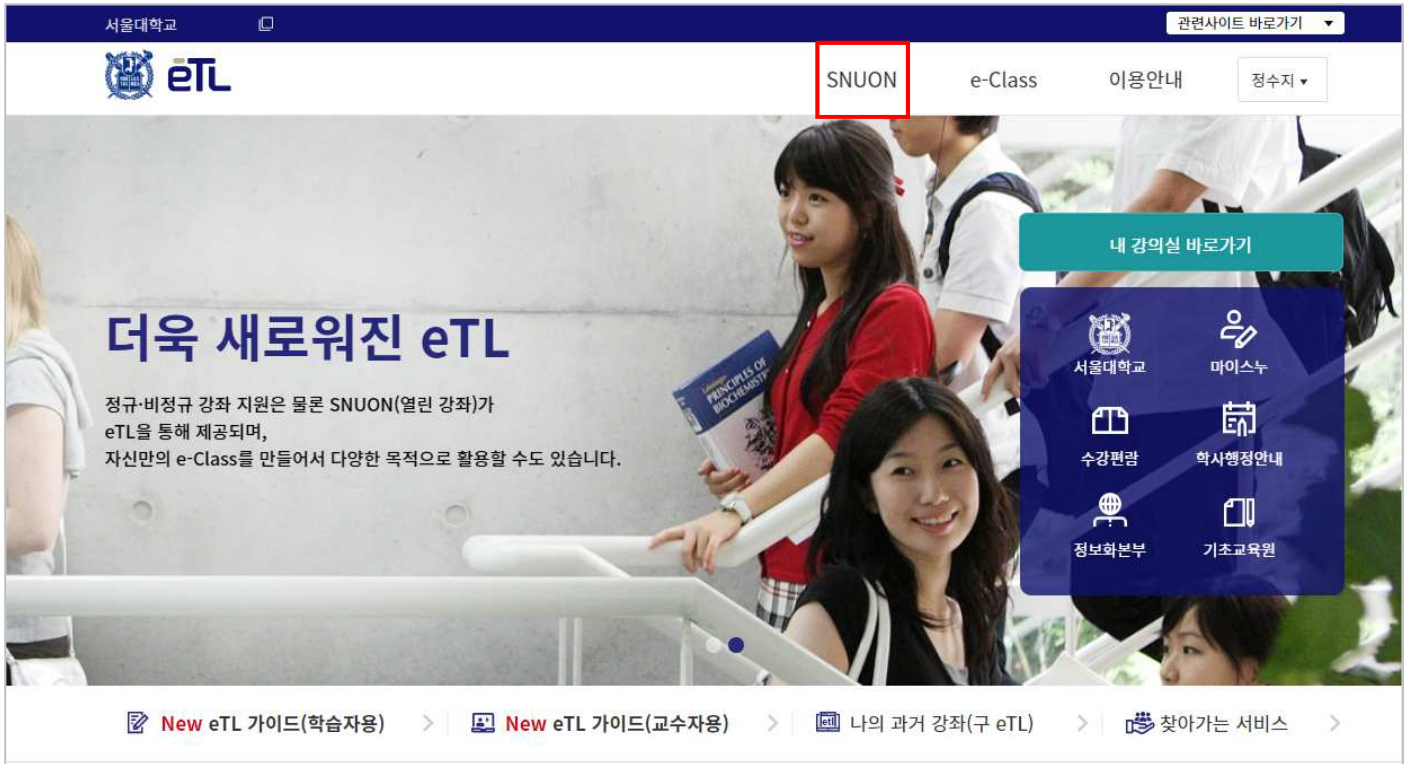 서울대학교
관련사이트 바로가기
eTL
SNUON
e-Class
이용안내
정수지
내 강의실 바로가기
더욱 새로워진 eTL
정규·비정규 강좌 지원은 물론 SNUON(열린 강좌)가
eTL을 통해 제공되며,
자신만의 e-Class를 만들어서 다양한 목적으로 활용할 수도 있습니다.
PRINCIPLES OF
BIOCHEMISTRY
서울대학교
마이스누
수강편람
학사행정안내
정보화본부
기초교육원
New eTL 가이드(학습자용)
New eTL 가이드(교수자용)
etl
나의 과거 강좌(구 eTL)
찾아가는 서비스